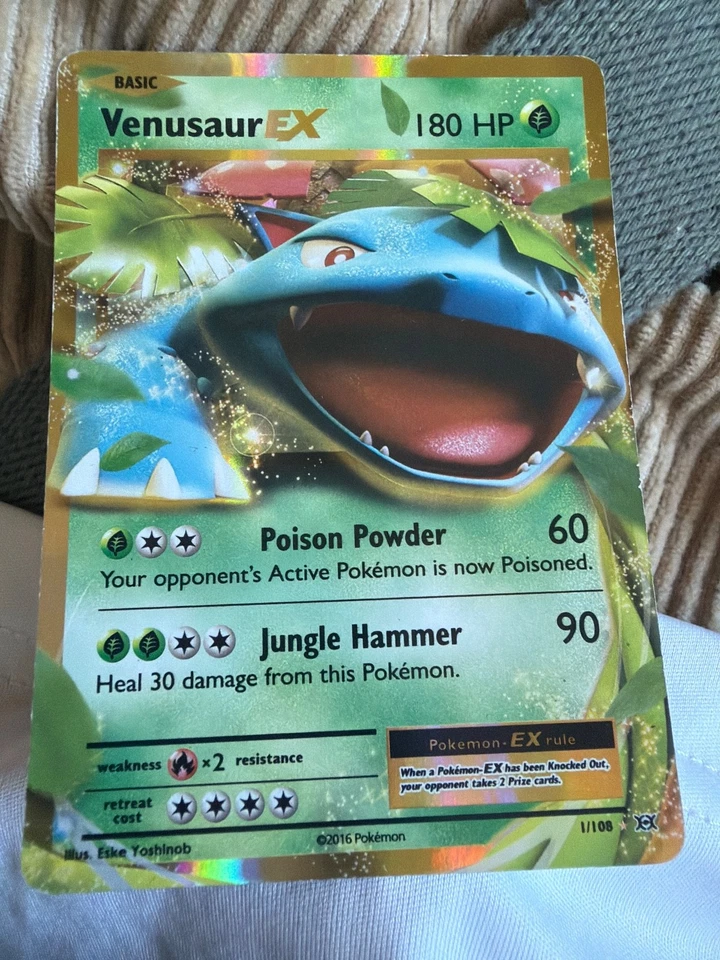 BASIC
Venusaur EX 180 HP
Poison Powder 60
Your opponent's Active Pokémon is now Poisoned.
Jungle Hammer 90
Heal 30 damage from this Pokémon.
Pokemon-EX rule
When a Pokémon-EX has been Knocked Out,
your opponent takes 2 Prize cards.
weakness ×2 resistance
retreat
cost
1/108 ★
Illus. Eske Yoshinob
©2016 Pokémon